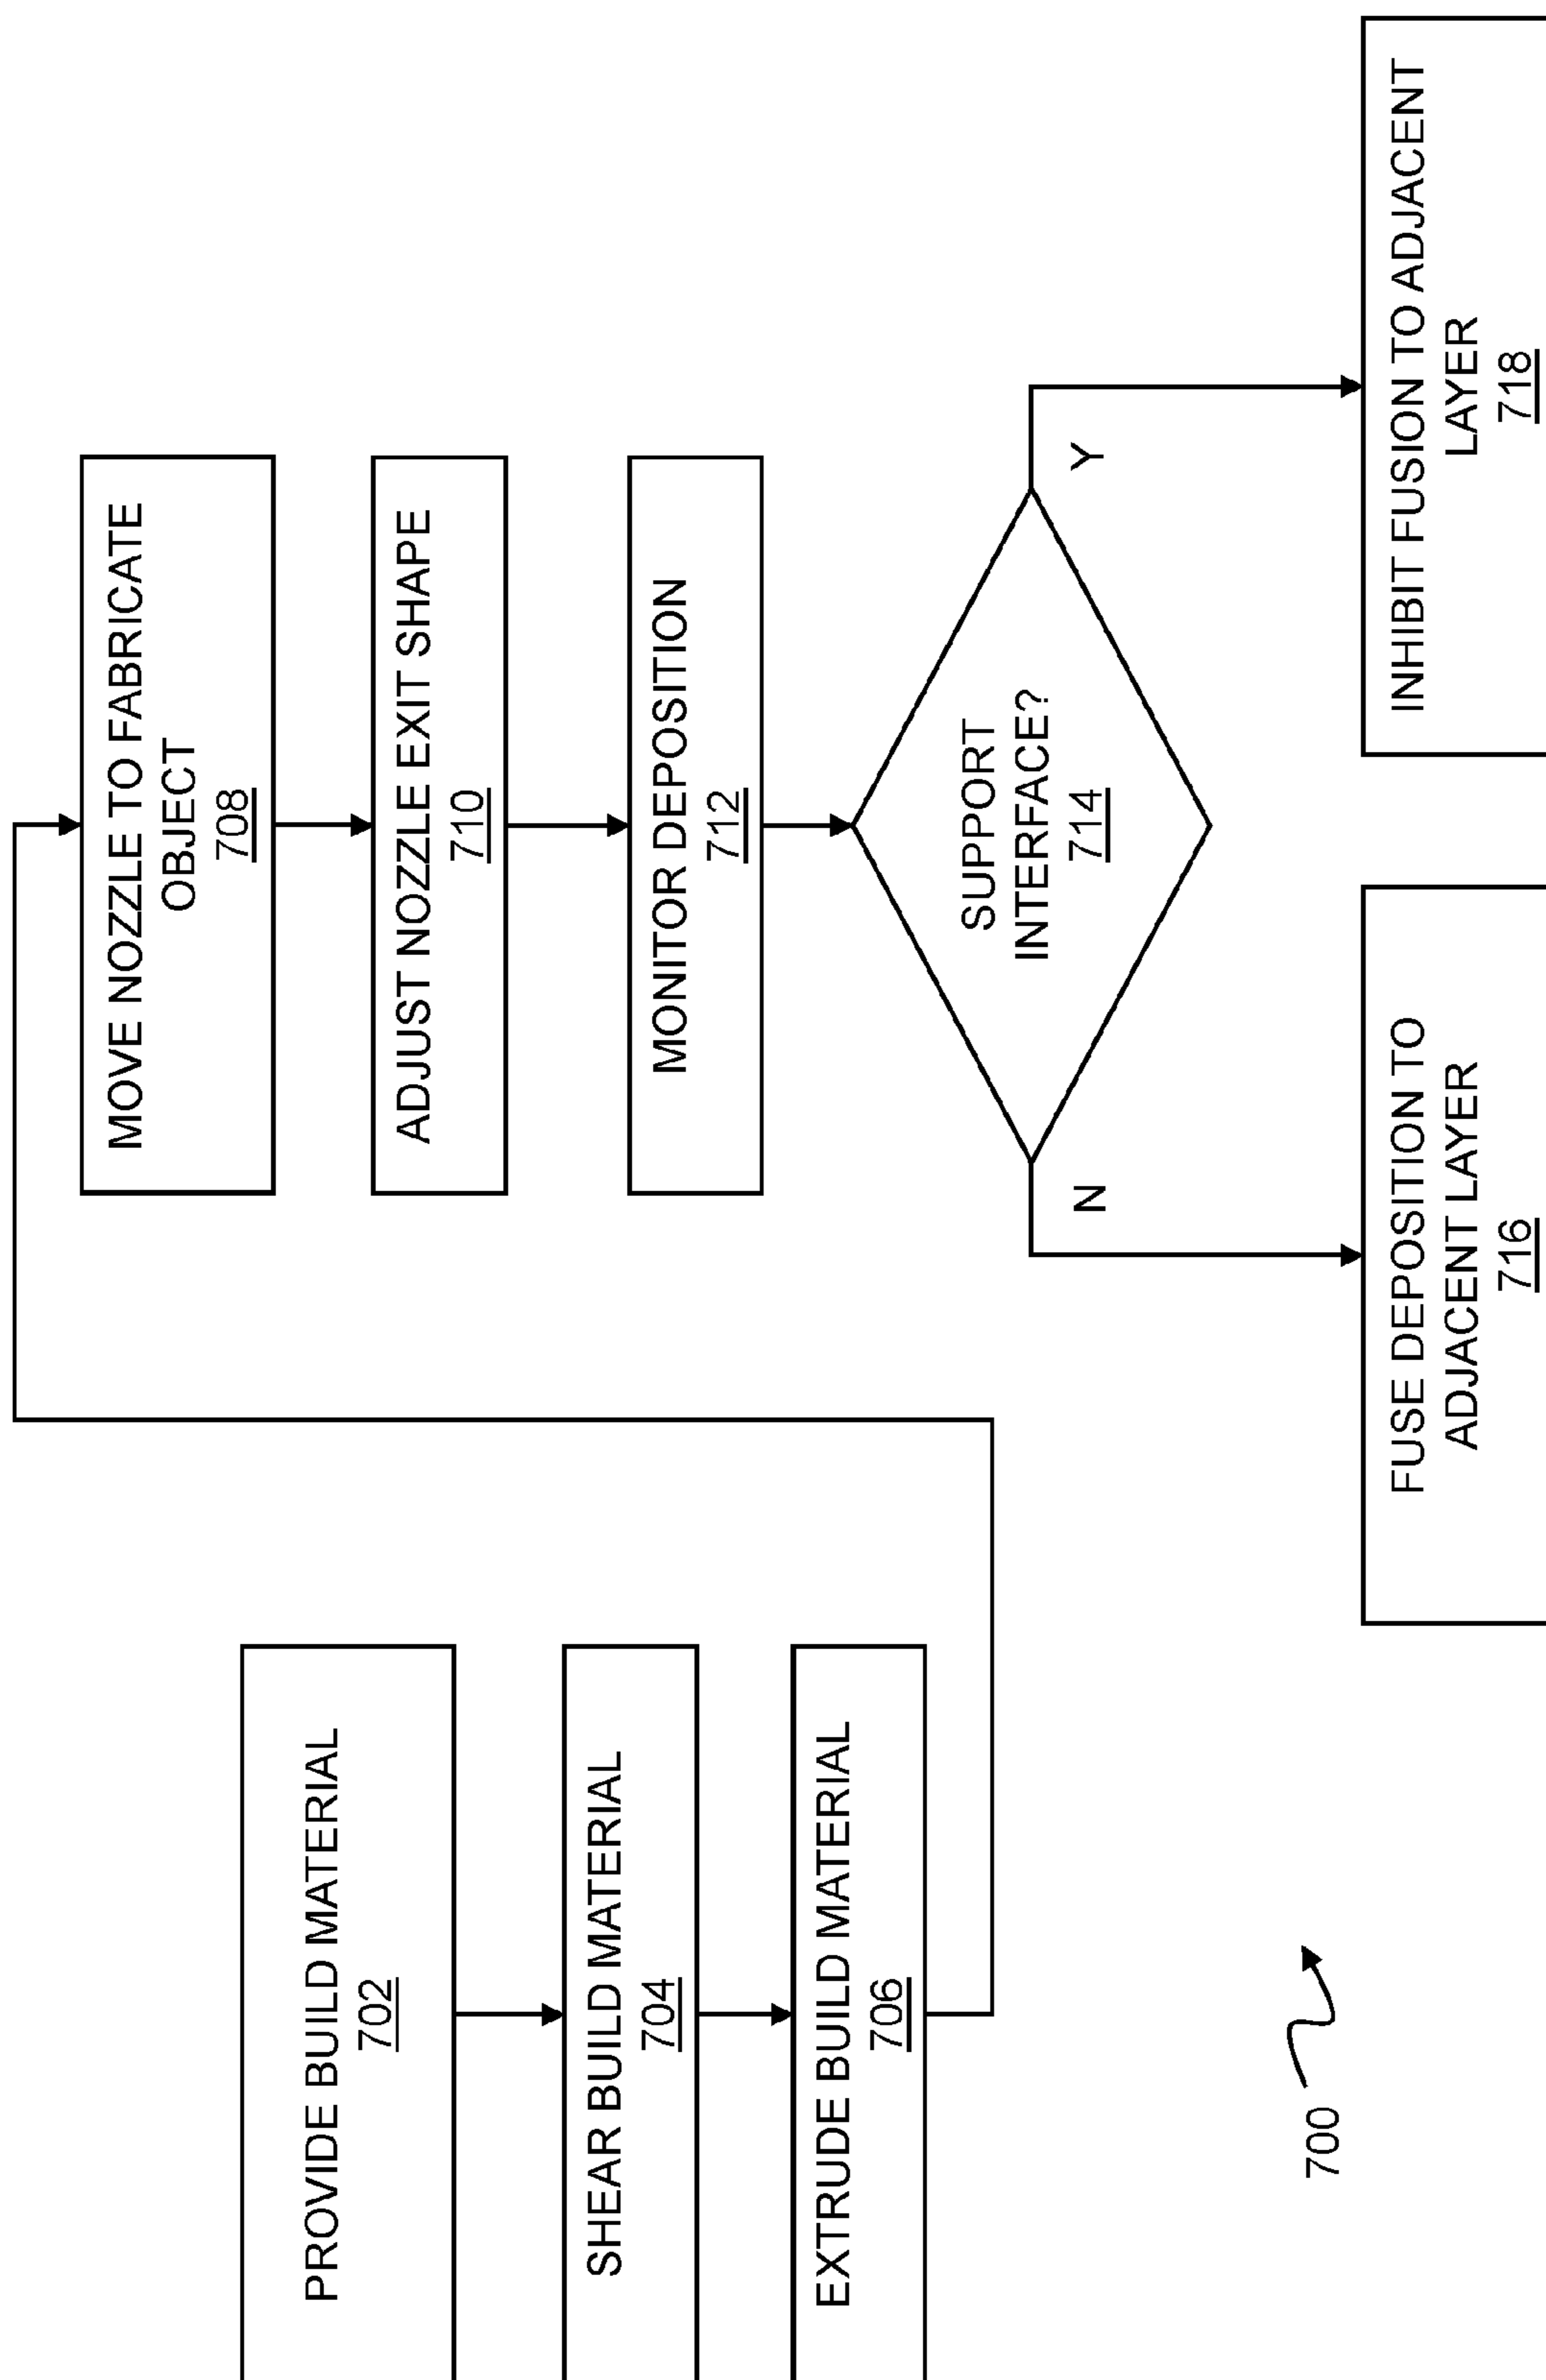 PROVIDE BUILD MATERIAL
702
SHEAR BUILD MATERIAL
704
EXTRUDE BUILD MATERIAL
706
MOVE NOZZLE TO FABRICATE
OBJECT
708
ADJUST NOZZLE EXIT SHAPE
710
MONITOR DEPOSITION
712
SUPPORT
INTERFACE?
714
N
Y
FUSE DEPOSITION TO
ADJACENT LAYER
716
INHIBIT FUSION TO ADJACENT
LAYER
718
700